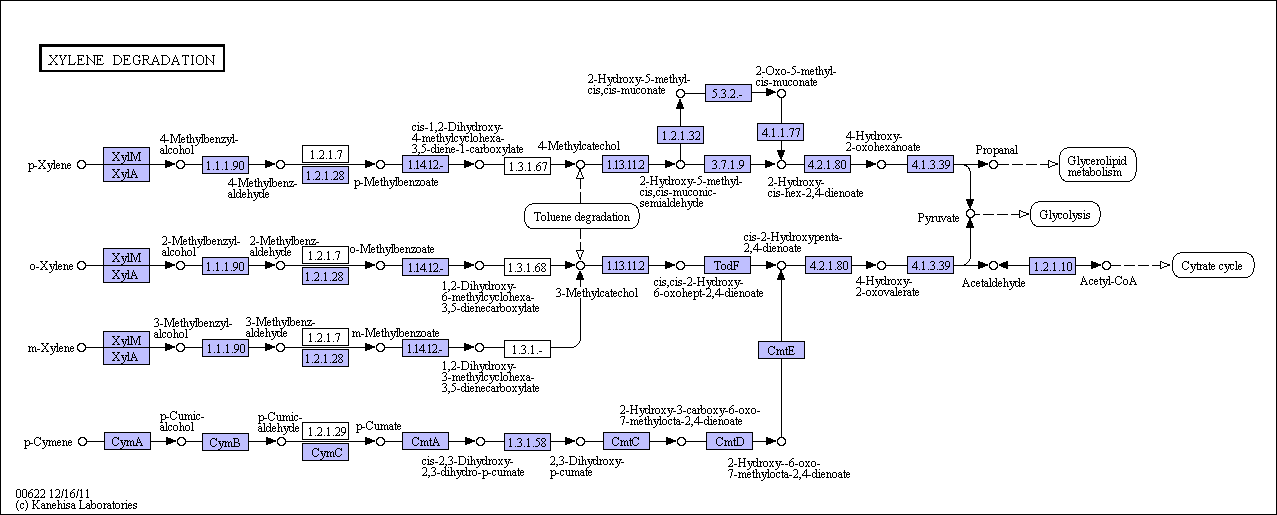 XYLENE DEGRADATION
2-Hydroxy-5-methyl-
cis,cis-muconate
5.3.2.-
2-Oxo-5-methyl-
cis-muconate
1.2.1.32
4.1.1.77
p-Xylene
XylM
XylA
4-Methylbenzyl-
alcohol
1.1.1.90
4-Methylbenz-
aldehyde
1.2.1.7
1.2.1.28
p-Methylbenzoate
cis-1,2-Dihydroxy-
4-methylcyclohexa-
3,5-diene-1-carboxylate
1.14.12.-
1.3.1.67
4-Methylcatechol
1.13.11.2
2-Hydroxy-5-methyl-
cis,cis-muconic-
semialdehyde
3.7.1.9
2-Hydroxy-
cis-hex-2,4-dienoate
4.2.1.80
4-Hydroxy-
2-oxohexanoate
4.1.3.39
Propanal
Glycerolipid
metabolism
Toluene degradation
Pyruvate
Glycolysis
o-Xylene
XylM
XylA
2-Methylbenzyl-
alcohol
1.1.1.90
2-Methylbenz-
aldehyde
1.2.1.7
1.2.1.28
o-Methylbenzoate
1.14.12.-
1,2-Dihydroxy-
6-methylcyclohexa-
3,5-dienecarboxylate
1.3.1.68
3-Methylcatechol
1.13.11.2
cis,cis-2-Hydroxy-
6-oxohept-2,4-dienoate
TodF
cis-2-Hydroxypenta-
2,4-dienoate
4.2.1.80
4-Hydroxy-
2-oxovalerate
4.1.3.39
Acetaldehyde
1.2.1.10
Acetyl-CoA
Cytrate cycle
m-Xylene
XylM
XylA
3-Methylbenzyl-
alcohol
1.1.1.90
3-Methylbenz-
aldehyde
1.2.1.7
1.2.1.28
m-Methylbenzoate
1.14.12.-
1,2-Dihydroxy-
3-methylcyclohexa-
3,5-dienecarboxylate
1.3.1.-
CmtE
p-Cymene
CymA
p-Cumic-
alcohol
CymB
p-Cumic-
aldehyde
1.2.1.29
CymC
p-Cumate
CmtA
cis-2,3-Dihydroxy-
2,3-dihydro-p-cumate
1.3.1.58
2,3-Dihydroxy-
p-cumate
CmtC
2-Hydroxy-3-carboxy-6-oxo-
7-methylocta-2,4-dienoate
CmtD
2-Hydroxy--6-oxo-
7-methylocta-2,4-dienoate
00622 12/16/11
(c) Kanehisa Laboratories